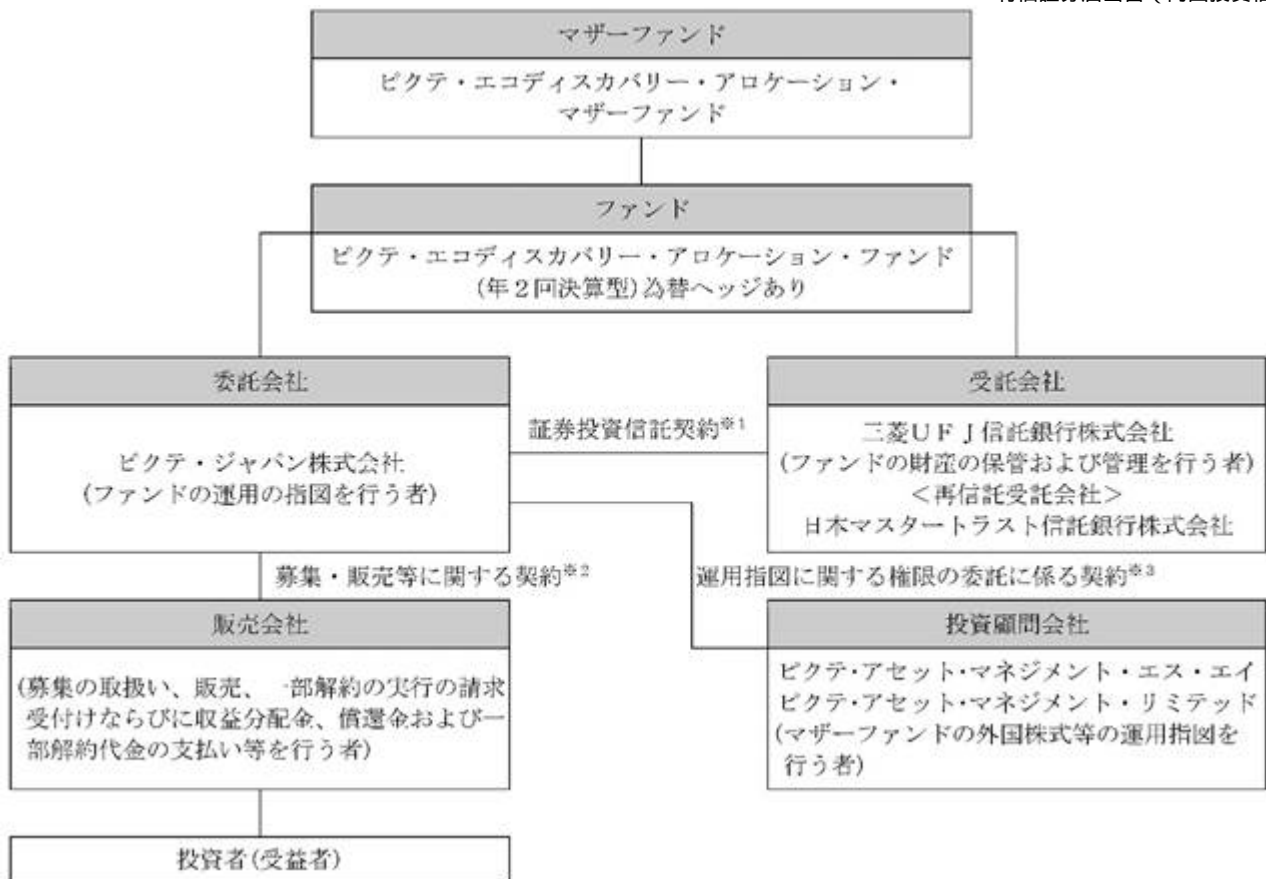 マザーファンド
ピクテ・エコディスカバリー・アロケーション・
マザーファンド
ファンド
ピクテ・エコディスカバリー・アロケーション・ファンド
(年２回決算型)為替ヘッジあり
委託会社
受託会社
ピクテ・ジャパン株式会社
(ファンドの運用の指図を行う者)
証券投資信託契約※1
三菱ＵＦＪ信託銀行株式会社
(ファンドの財産の保管および管理を行う者)
＜再信託受託会社＞
日本マスタートラスト信託銀行株式会社
募集・販売等に関する契約※2
運用指図に関する権限の委託に係る契約※3
販売会社
投資顧問会社
(募集の取扱い、販売、一部解約の実行の請求
受付けならびに収益分配金、償還金および一
部解約代金の支払い等を行う者)
ピクテ・アセット・マネジメント・エス・エイ
ピクテ・アセット・マネジメント・リミテッド
(マザーファンドの外国株式等の運用指図を
行う者)
投資者(受益者)